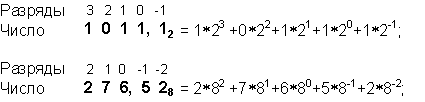 Разряды 3 2 1 0 -1
Число 1 0 1 1, 1₂ = 1*2³ +0*2²+1*2¹+1*2⁰+1*2⁻¹;
Разряды 2 1 0 -1 -2
Число 2 7 6, 5 2₈ = 2*8² +7*8¹+6*8⁰+5*8⁻¹+2*8⁻²;